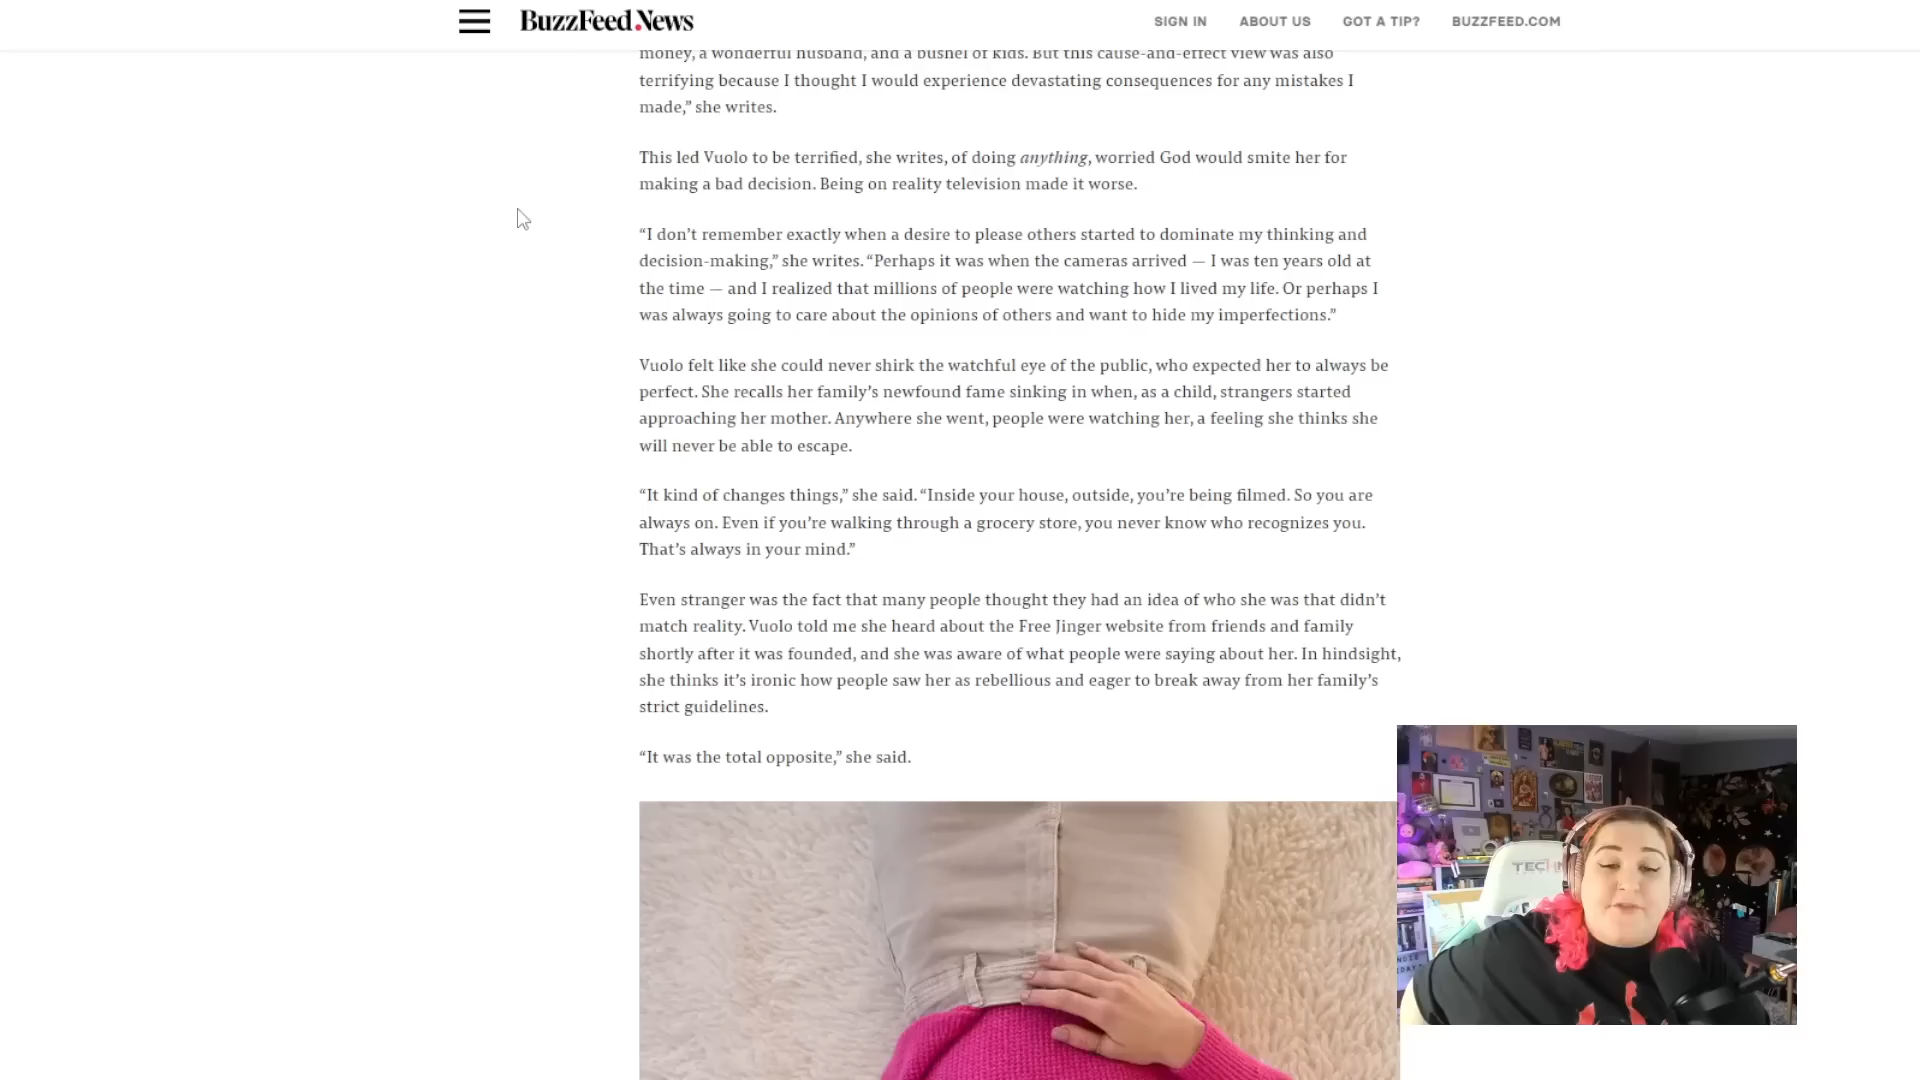 BuzzFeed News
SIGN IN
ABOUT US
GOT A TIP?
BUZZFEED.COM
money, a wonderful husband, and a bushel of kids. But this cause-and-effect view was also
terrifying because I thought I would experience devastating consequences for any mistakes I
made,” she writes.
This led Vuolo to be terrified, she writes, of doing anything, worried God would smite her for
making a bad decision. Being on reality television made it worse.
“I don’t remember exactly when a desire to please others started to dominate my thinking and
decision-making,” she writes. “Perhaps it was when the cameras arrived — I was ten years old at
the time — and I realized that millions of people were watching how I lived my life. Or perhaps I
was always going to care about the opinions of others and want to hide my imperfections.”
Vuolo felt like she could never shirk the watchful eye of the public, who expected her to always be
perfect. She recalls her family’s newfound fame sinking in when, as a child, strangers started
approaching her mother. Anywhere she went, people were watching her, a feeling she thinks she
will never be able to escape.
“It kind of changes things,” she said. “Inside your house, outside, you’re being filmed. So you are
always on. Even if you’re walking through a grocery store, you never know who recognizes you.
That’s always in your mind.”
Even stranger was the fact that many people thought they had an idea of who she was that didn’t
match reality. Vuolo told me she heard about the Free Jinger website from friends and family
shortly after it was founded, and she was aware of what people were saying about her. In hindsight,
she thinks it’s ironic how people saw her as rebellious and eager to break away from her family’s
strict guidelines.
“It was the total opposite,” she said.